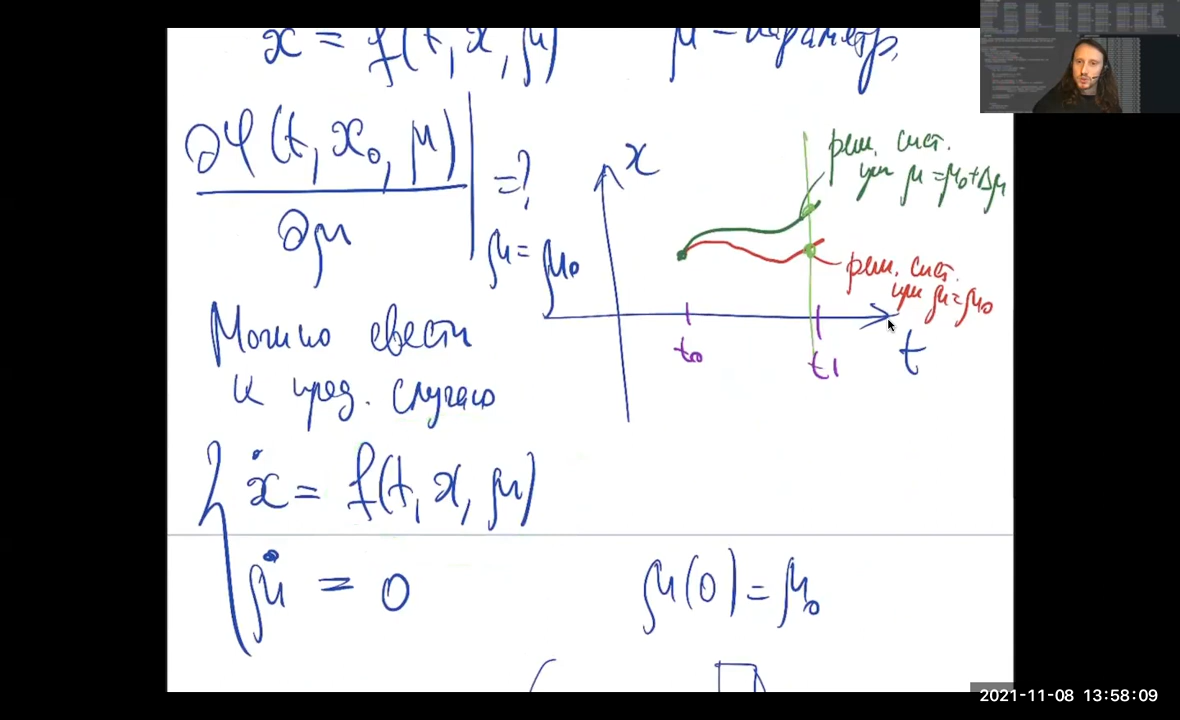 ẋ = f(t, x, μ) μ – параметр,
∂φ(t, x₀, μ)
∂μ
=?
μ = μ₀
x
реш. сист.
при μ=μ₀+Δμ
реш. сист.
при μ=μ₀
t₀
t₁
t
Можно свести
к пред. случаю
ẋ = f(t, x, μ)
μ̇ = 0 μ(0) = μ₀
2021-11-08 13:58:09